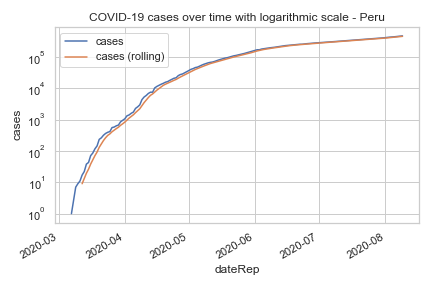 COVID-19 cases over time with logarithmic scale - Peru
cases
cases (rolling)
10^5
10^4
10^3
10^2
10^1
10^0
cases
2020-03
2020-04
2020-05
2020-06
2020-07
2020-08
dateRep